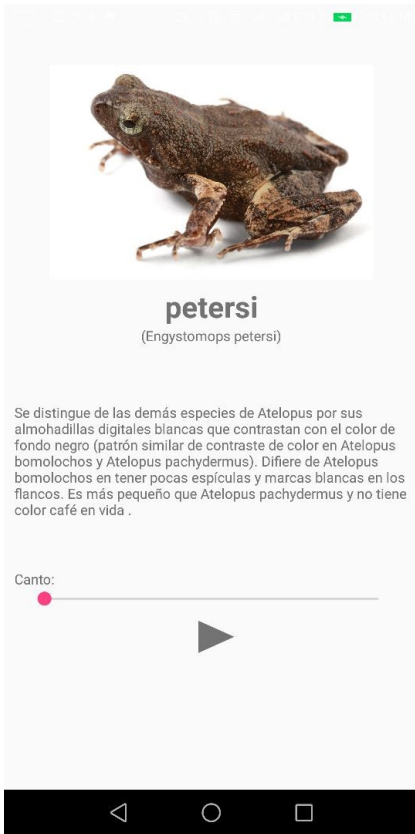 petersi
(Engystomops petersi)
Se distingue de las demás especies de Atelopus por sus
almohadillas digitales blancas que contrastan con el color de
fondo negro (patrón similar de contraste de color en Atelopus
bomolochos y Atelopus pachydermus). Difiere de Atelopus
bomolochos en tener pocas espículas y marcas blancas en los
flancos. Es más pequeño que Atelopus pachydermus y no tiene
color café en vida .
Canto: